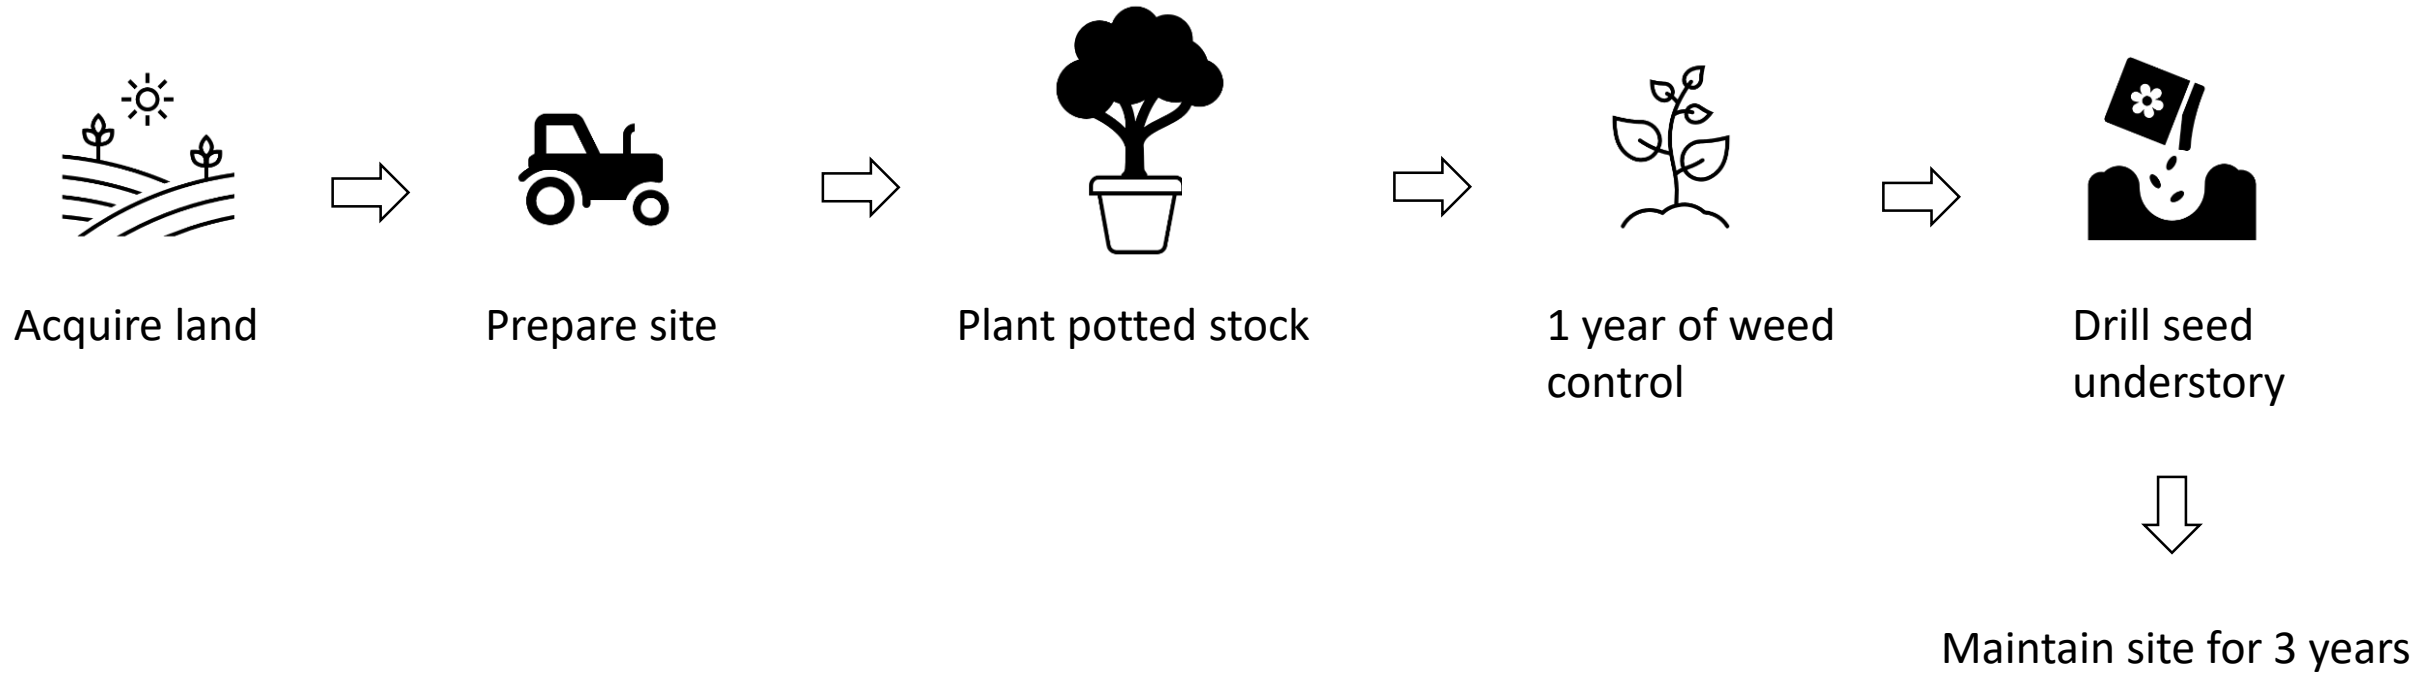 Acquire land
Prepare site
Plant potted stock
1 year of weed
control
Drill seed
understory
Maintain site for 3 years